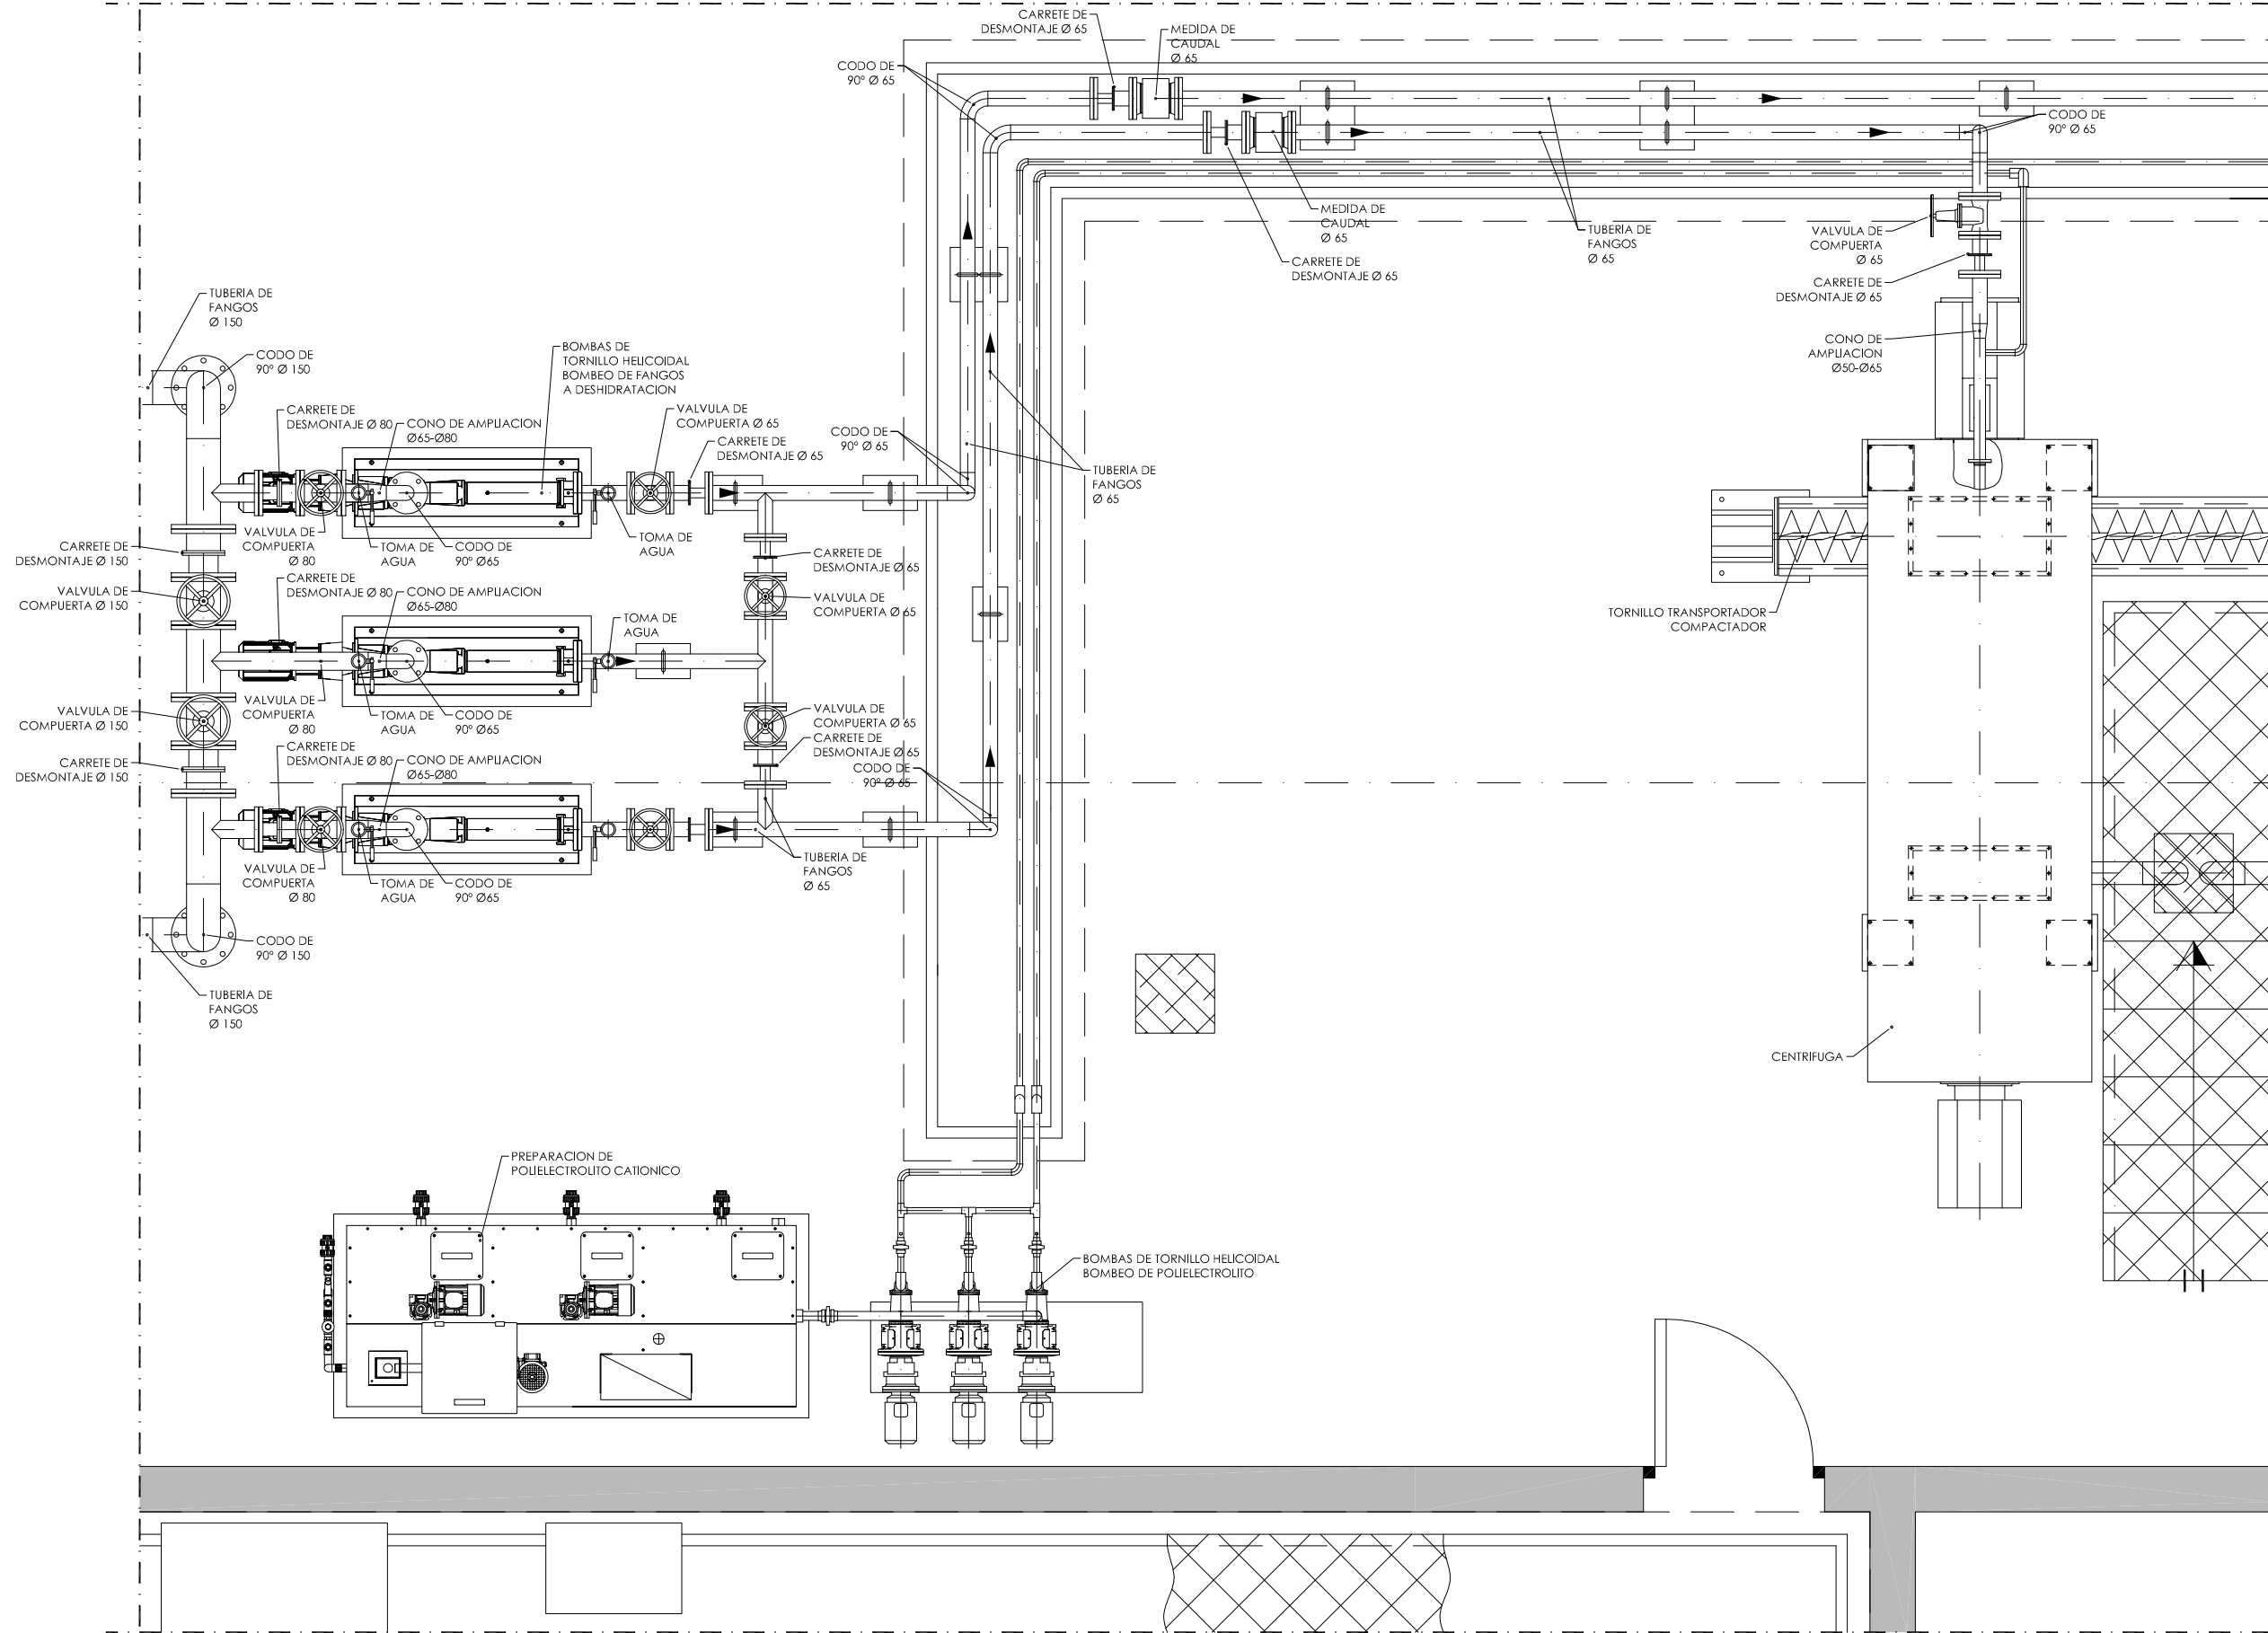 CARRETE DE
DESMONTAJE Ø 65
MEDIDA DE
CAUDAL
Ø 65
CODO DE
90º Ø 65
CODO DE
90º Ø 65
MEDIDA DE
CAUDAL
Ø 65
CARRETE DE
DESMONTAJE Ø 65
TUBERIA DE
FANGOS
Ø 65
VALVULA DE
COMPUERTA
Ø 65
CARRETE DE
DESMONTAJE Ø 65
CONO DE
AMPLIACION
Ø50-Ø65
TUBERIA DE
FANGOS
Ø 150
CODO DE
90º Ø 150
BOMBAS DE
TORNILLO HELICOIDAL
BOMBEO DE FANGOS
A DESHIDRATACION
CARRETE DE
DESMONTAJE Ø 80
CONO DE AMPLIACION
Ø65-Ø80
VALVULA DE
COMPUERTA Ø 65
CARRETE DE
DESMONTAJE Ø 65
CODO DE
90º Ø 65
TUBERIA DE
FANGOS
Ø 65
VALVULA DE
COMPUERTA
Ø 80
TOMA DE
AGUA
CODO DE
90º Ø65
TOMA DE
AGUA
CARRETE DE
DESMONTAJE Ø 150
VALVULA DE
COMPUERTA Ø 150
CARRETE DE
DESMONTAJE Ø 80
CONO DE AMPLIACION
Ø65-Ø80
TOMA DE
AGUA
CARRETE DE
DESMONTAJE Ø 65
VALVULA DE
COMPUERTA Ø 65
TORNILLO TRANSPORTADOR
COMPACTADOR
VALVULA DE
COMPUERTA Ø 150
CARRETE DE
DESMONTAJE Ø 150
VALVULA DE
COMPUERTA
Ø 80
TOMA DE
AGUA
CODO DE
90º Ø65
VALVULA DE
COMPUERTA Ø 65
CARRETE DE
DESMONTAJE Ø 65
CODO DE
90º Ø 65
CARRETE DE
DESMONTAJE Ø 80
CONO DE AMPLIACION
Ø65-Ø80
VALVULA DE
COMPUERTA
Ø 80
TOMA DE
AGUA
CODO DE
90º Ø65
TUBERIA DE
FANGOS
Ø 65
CODO DE
90º Ø 150
TUBERIA DE
FANGOS
Ø 150
CENTRIFUGA
PREPARACION DE
POLIELECTROLITO CATIONICO
BOMBAS DE TORNILLO HELICOIDAL
BOMBEO DE POLIELECTROLITO